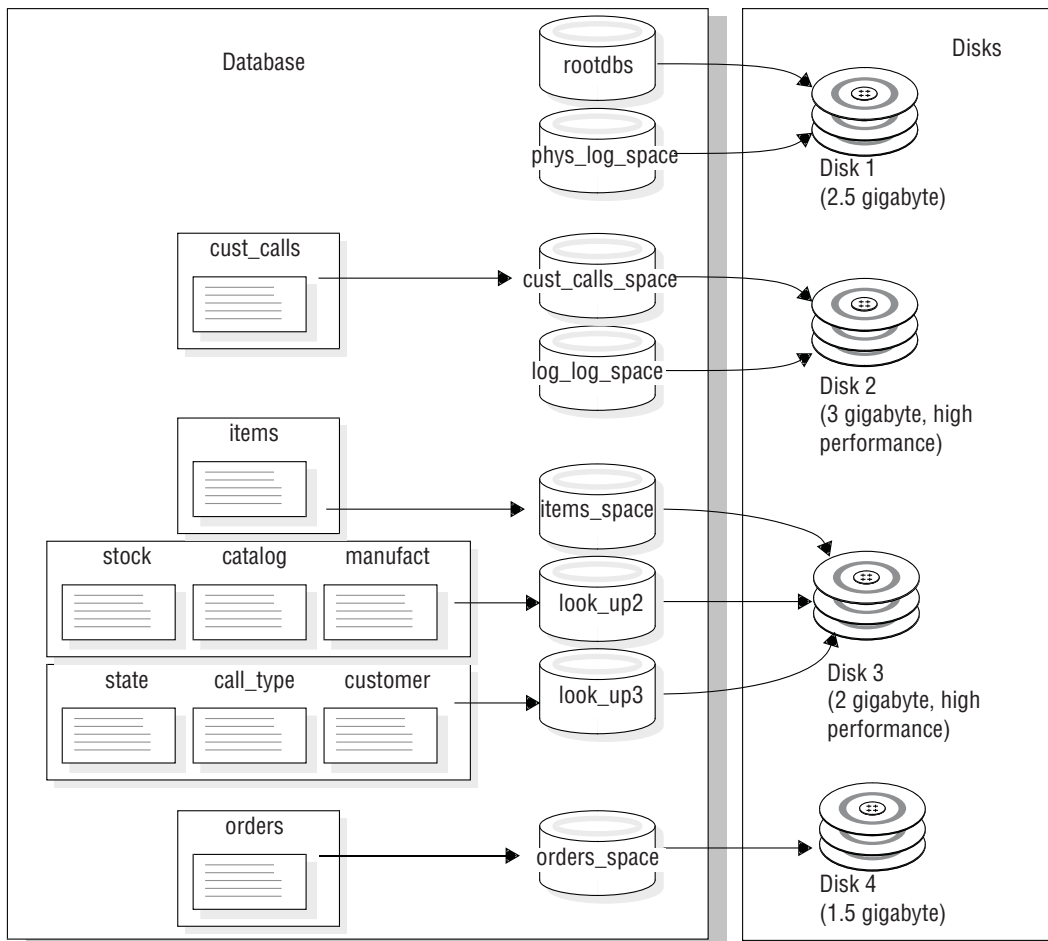 Database
Disks
rootdbs
phys_log_space
Disk 1
(2.5 gigabyte)
cust_calls
cust_calls_space
log_log_space
Disk 2
(3 gigabyte, high
performance)
items
items_space
stock
catalog
manufact
look_up2
state
call_type
customer
look_up3
Disk 3
(2 gigabyte, high
performance)
orders
orders_space
Disk 4
(1.5 gigabyte)